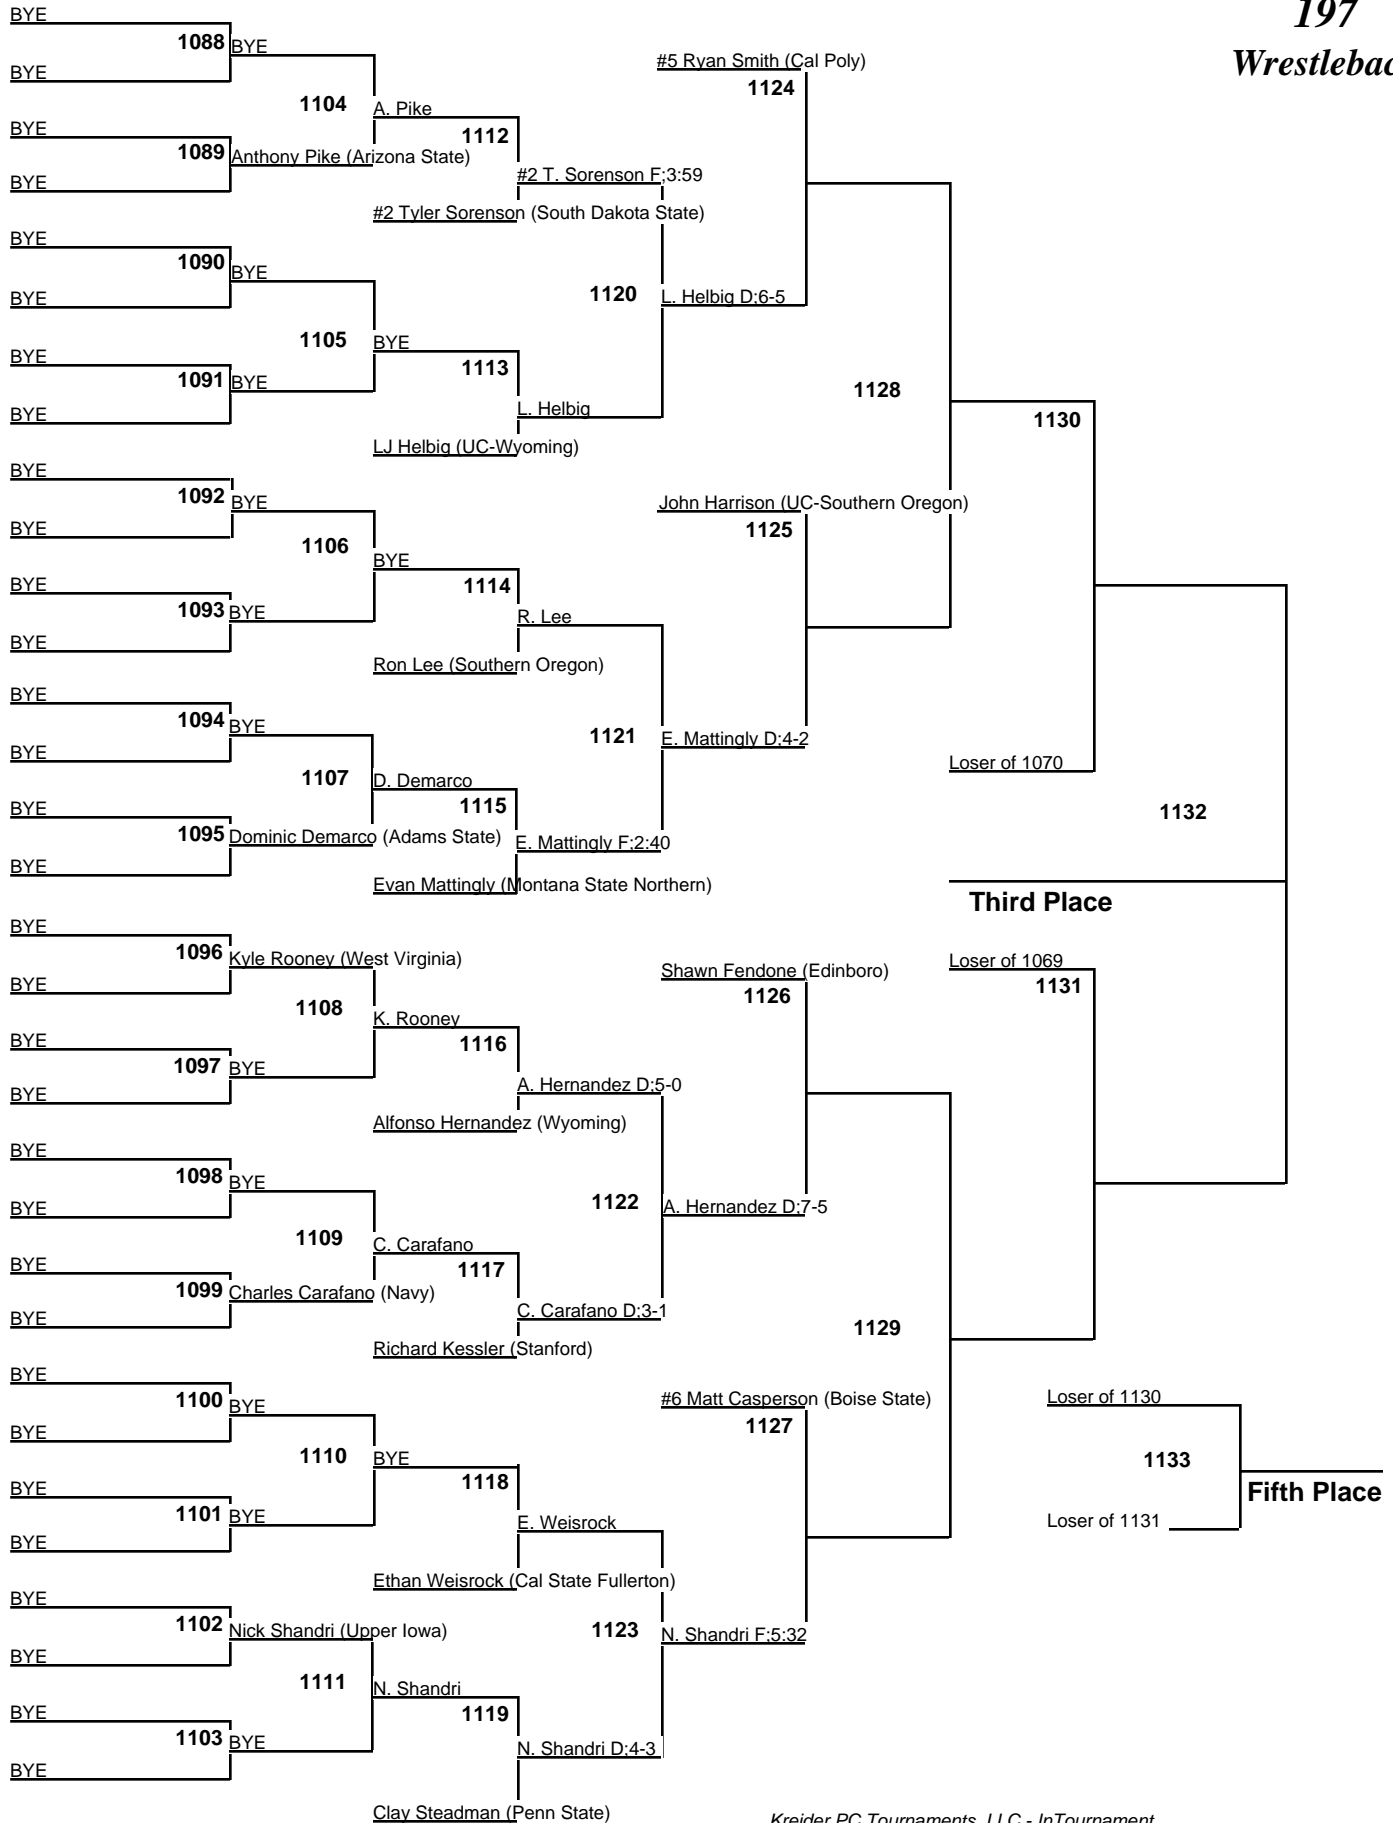 197
Wrestlebac
BYE
1088
BYE
BYE
1104
A. Pike
BYE
1089
Anthony Pike (Arizona State)
BYE
1112
#2 T. Sorenson F;3:59
#2 Tyler Sorenson (South Dakota State)
BYE
1090
BYE
BYE
1105
BYE
BYE
1091
BYE
BYE
1113
L. Helbig
LJ Helbig (UC-Wyoming)
1120
L. Helbig D;6-5
#5 Ryan Smith (Cal Poly)
1124
BYE
1092
BYE
BYE
1106
BYE
BYE
1093
BYE
BYE
1114
R. Lee
Ron Lee (Southern Oregon)
BYE
1094
BYE
BYE
1107
D. Demarco
BYE
1095
Dominic Demarco (Adams State)
BYE
1115
E. Mattingly F;2:40
Evan Mattingly (Montana State Northern)
1121
E. Mattingly D;4-2
John Harrison (UC-Southern Oregon)
1125
1128
1130
Loser of 1070
1132
Third Place
BYE
1096
Kyle Rooney (West Virginia)
BYE
1108
K. Rooney
BYE
1097
BYE
BYE
1116
A. Hernandez D;5-0
Alfonso Hernandez (Wyoming)
BYE
1098
BYE
BYE
1109
C. Carafano
BYE
1099
Charles Carafano (Navy)
BYE
1117
C. Carafano D;3-1
Richard Kessler (Stanford)
1122
A. Hernandez D;7-5
Shawn Fendone (Edinboro)
1126
Loser of 1069
1131
BYE
1100
BYE
BYE
1110
BYE
BYE
1101
BYE
BYE
1118
E. Weisrock
Ethan Weisrock (Cal State Fullerton)
BYE
1102
Nick Shandri (Upper Iowa)
BYE
1111
N. Shandri
BYE
1103
BYE
BYE
1119
N. Shandri D;4-3
Clay Steadman (Penn State)
1123
N. Shandri F;5:32
#6 Matt Casperson (Boise State)
1127
1129
Loser of 1130
1133
Fifth Place
Loser of 1131
Kreider PC Tournaments, LLC - InTournament